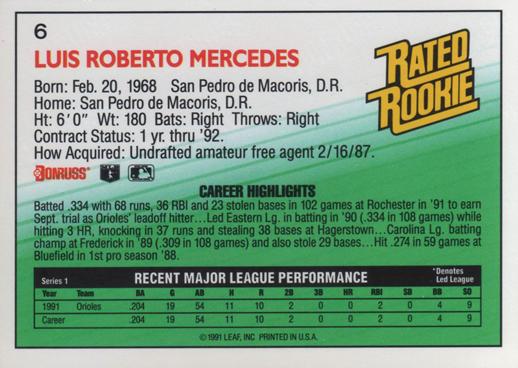 6
LUIS ROBERTO MERCEDES
RATED ROOKIE
Born: Feb. 20, 1968 San Pedro de Macoris, D.R.
Home: San Pedro de Macoris, D.R.
Ht: 6'0" Wt: 180 Bats: Right Throws: Right
Contract Status: 1 yr. thru '92.
How Acquired: Undrafted amateur free agent 2/16/87.
DONRUSS
CAREER HIGHLIGHTS
Batted .334 with 68 runs, 36 RBI and 23 stolen bases in 102 games at Rochester in '91 to earn
Sept. trial as Orioles' leadoff hitter...Led Eastern Lg. in batting in '90 (.334 in 108 games) while
hitting 3 HR, knocking in 37 runs and stealing 38 bases at Hagerstown...Carolina Lg. batting
champ at Frederick in '89 (.309 in 108 games) and also stole 29 bases...Hit .274 in 59 games at
Bluefield in 1st pro season '88.
Series 1 RECENT MAJOR LEAGUE PERFORMANCE *Denotes Led League
Year Team BA G AB H R 2B 3B HR RBI SB BB SO
1991 Orioles .204 19 54 11 10 2 0 0 2 0 4 9
Career .204 19 54 11 10 2 0 0 2 0 4 9
©1991 LEAF, INC PRINTED IN U.S.A.